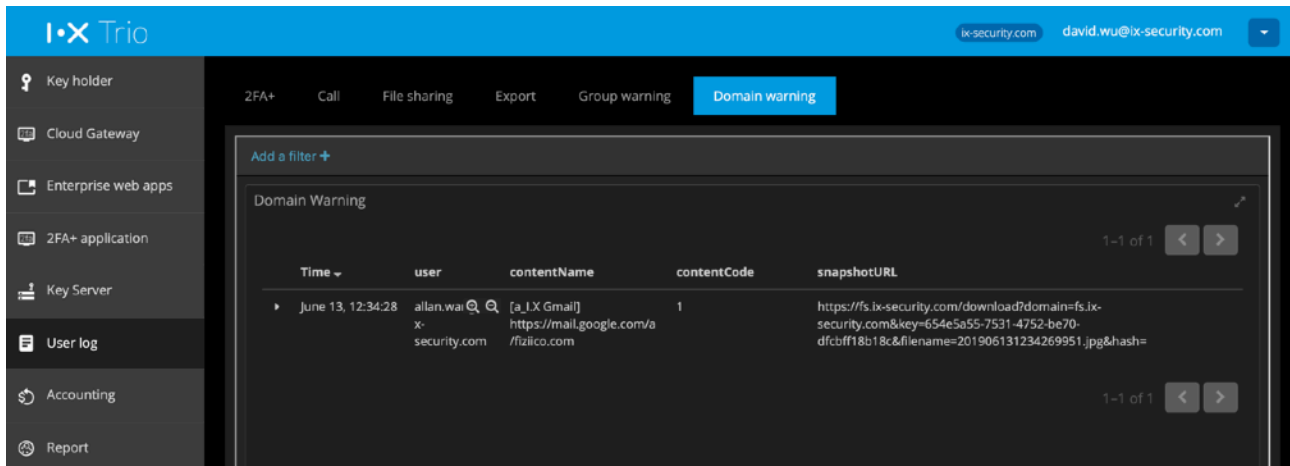 I•X Trio
ix-security.com
david.wu@ix-security.com
Key holder
Cloud Gateway
Enterprise web apps
2FA+ application
Key Server
User log
Accounting
Report
2FA+ Call File sharing Export Group warning Domain warning
Add a filter +
Domain Warning
1–1 of 1
Time user contentName contentCode snapshotURL
June 13, 12:34:28
allan.wa
x-
security.com
[a_I.X Gmail]
https://mail.google.com/a
/fiziico.com
1
https://fs.ix-security.com/download?domain=fs.ix-
security.com&key=654e5a55-7531-4752-be70-
dfcbff18b18c&filename=201906131234269951.jpg&hash=
1–1 of 1